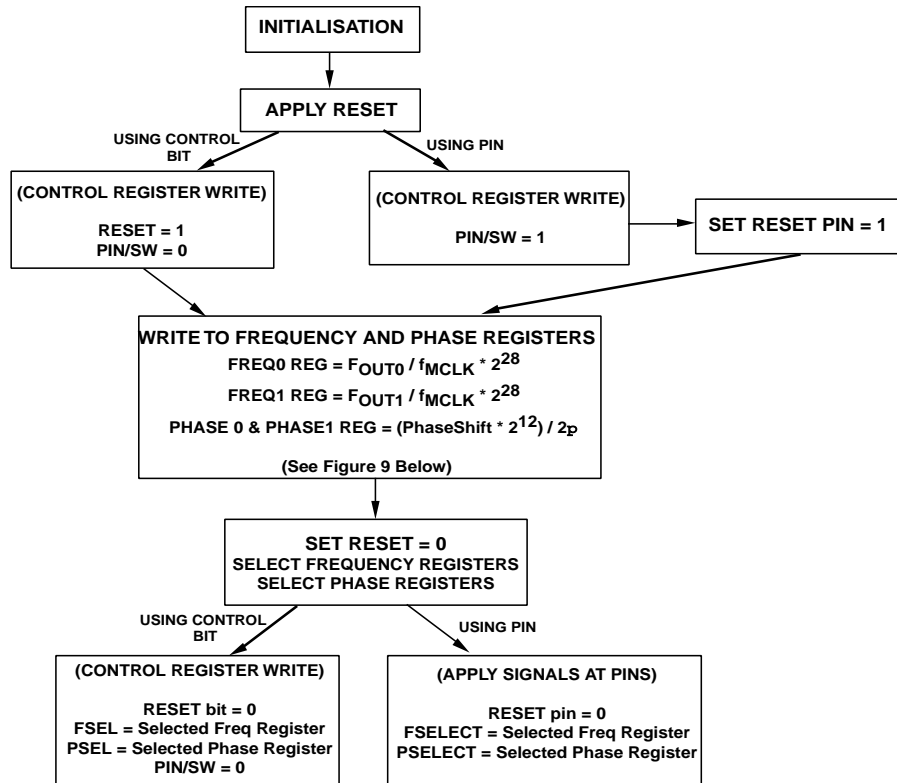 INITIALISATION
APPLY RESET
USING CONTROL
BIT
USING PIN
(CONTROL REGISTER WRITE)
RESET = 1
PIN/SW = 0
(CONTROL REGISTER WRITE)
PIN/SW = 1
SET RESET PIN = 1
WRITE TO FREQUENCY AND PHASE REGISTERS
FREQ0 REG = F_OUT0 / f_MCLK * 2^28
FREQ1 REG = F_OUT1 / f_MCLK * 2^28
PHASE 0 & PHASE1 REG = (PhaseShift * 2^12) / 2p
(See Figure 9 Below)
SET RESET = 0
SELECT FREQUENCY REGISTERS
SELECT PHASE REGISTERS
USING CONTROL
BIT
USING PIN
(CONTROL REGISTER WRITE)
RESET bit = 0
FSEL = Selected Freq Register
PSEL = Selected Phase Register
PIN/SW = 0
(APPLY SIGNALS AT PINS)
RESET pin = 0
FSELECT = Selected Freq Register
PSELECT = Selected Phase Register